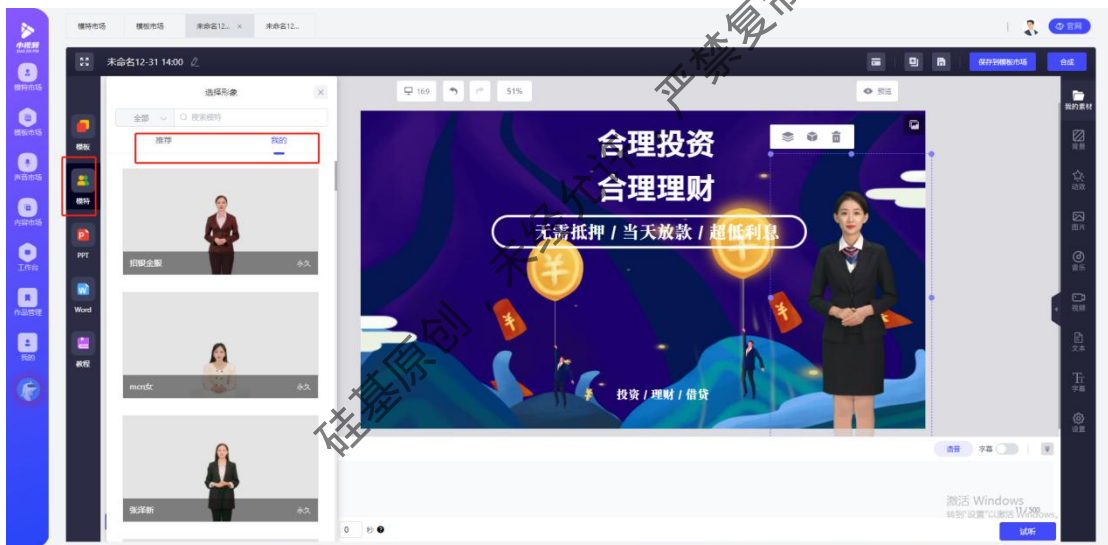 小视频
模特市场
模板市场
未命名12... ×
未命名12...
官网
未命名12-31 14:00
保存到模板市场
合成
模特市场
模板市场
声音市场
内容市场
工作台
作品管理
我的
模板
模特
PPT
Word
教程
选择形象 ×
全部
搜索模特
推荐
我的
招银金服 永久
mcn女 永久
张泽新 永久
16:9
51%
预览
合理投资
合理理财
无需抵押 / 当天放款 / 超低利息
投资 / 理财 / 借贷
我的素材
背景
动效
图片
音乐
视频
文本
字幕
设置
语音
字幕
0 秒
11 / 500
试听
激活 Windows
转到"设置"以激活 Windows。
硅基原创，未经允许，严禁复制